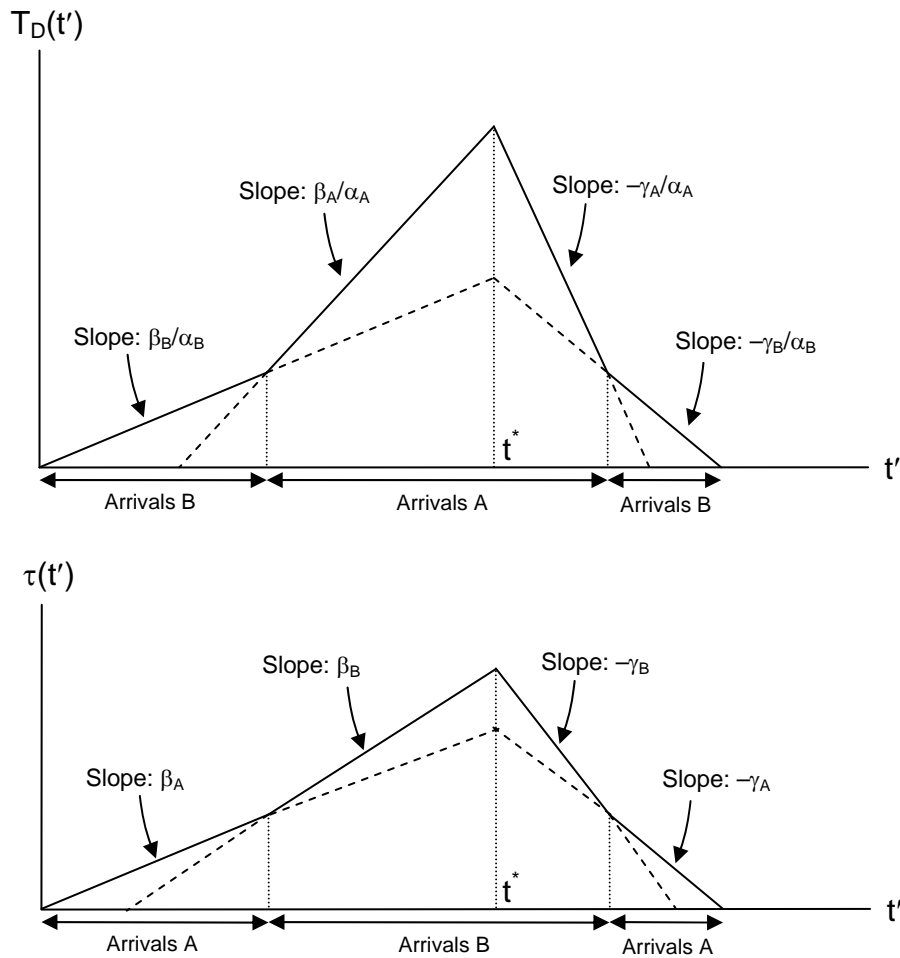 T_D(t′)
Slope: β_A/α_A
Slope: −γ_A/α_A
Slope: β_B/α_B
Slope: −γ_B/α_B
t*
t′
Arrivals B
Arrivals A
Arrivals B
τ(t′)
Slope: β_B
Slope: −γ_B
Slope: β_A
Slope: −γ_A
t*
t′
Arrivals A
Arrivals B
Arrivals A